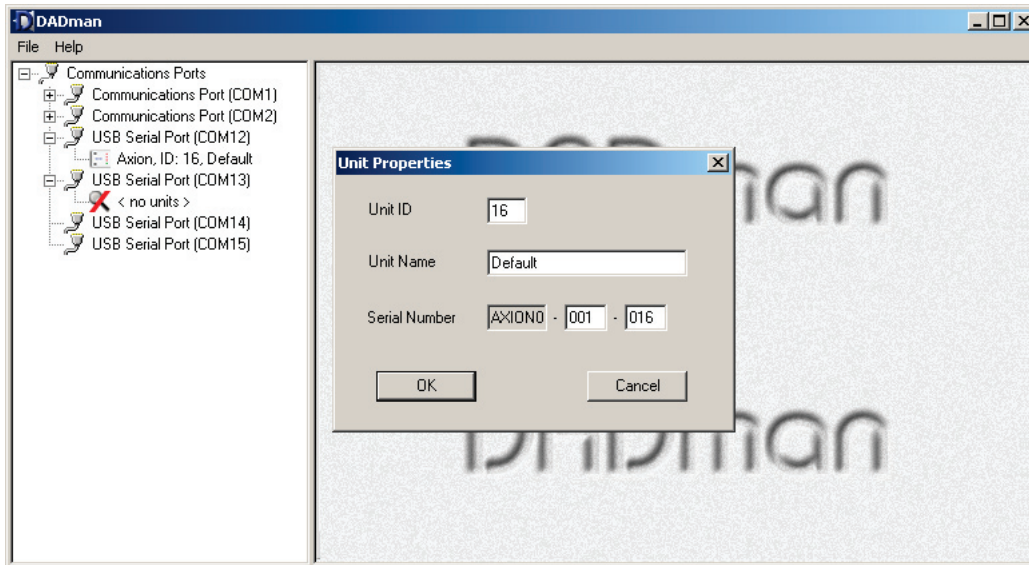 DADman
File Help
Communications Ports
Communications Port (COM1)
Communications Port (COM2)
USB Serial Port (COM12)
Axion, ID: 16, Default
USB Serial Port (COM13)
< no units >
USB Serial Port (COM14)
USB Serial Port (COM15)
DADman
Unit Properties
Unit ID 16
Unit Name Default
Serial Number AXION0 - 001 - 016
OK Cancel
DADman